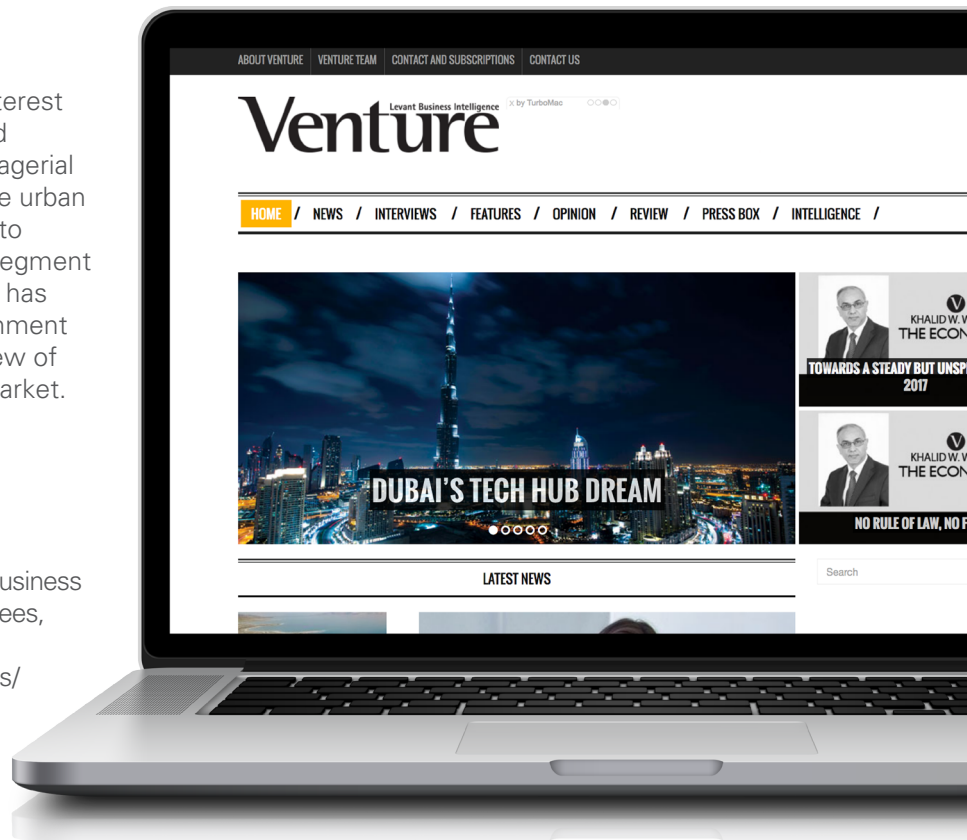 terest
d
agerial
e urban
to
egment
has
nment
ew of
arket.
usiness
ees,
s/
ABOUT VENTURE
VENTURE TEAM
CONTACT AND SUBSCRIPTIONS
CONTACT US
Levant Business Intelligence
Venture
x by TurboMac
HOME / NEWS / INTERVIEWS / FEATURES / OPINION / REVIEW / PRESS BOX / INTELLIGENCE /
DUBAI'S TECH HUB DREAM
V
KHALID W. W
THE ECON
TOWARDS A STEADY BUT UNSP
2017
V
KHALID W. W
THE ECON
NO RULE OF LAW, NO F
LATEST NEWS
Search